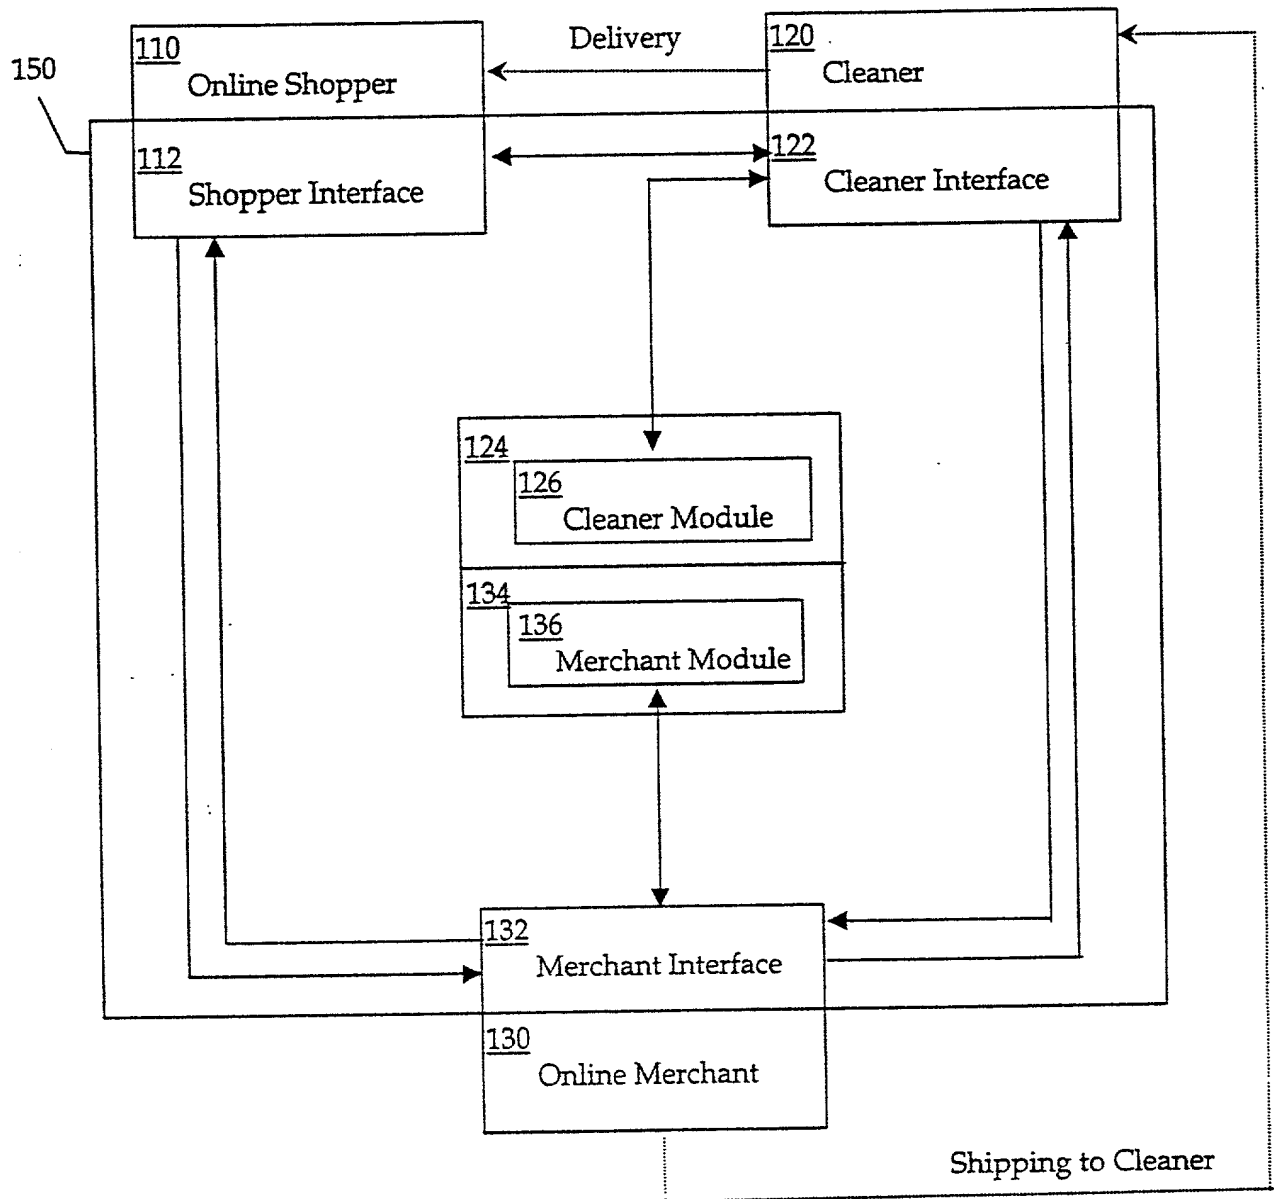 150
110
Online Shopper
Delivery
120
Cleaner
112
Shopper Interface
122
Cleaner Interface
124
126
Cleaner Module
134
136
Merchant Module
132
Merchant Interface
130
Online Merchant
Shipping to Cleaner